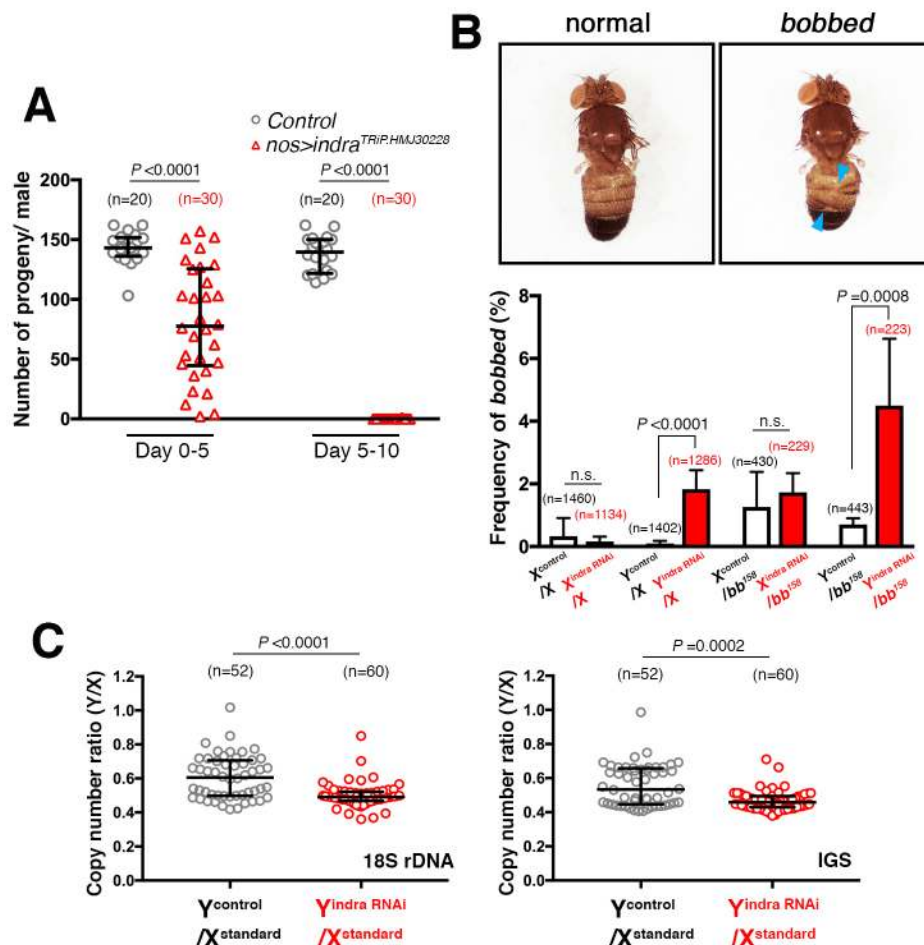 A
Control
nos>indra^TRiP.HMJ30228
P <0.0001
P <0.0001
(n=20)
(n=30)
(n=20)
(n=30)
Number of progeny/ male
200
150
100
50
0
Day 0-5
Day 5-10
B
normal
bobbed
Frequency of bobbed (%)
8
6
4
2
0
P =0.0008
(n=223)
P <0.0001
n.s.
(n=1286)
(n=430)
(n=229)
n.s.
(n=1460)
(n=1134)
(n=1402)
(n=443)
X^control
/X
X^indra RNAi
/X
Y^control
/X
Y^indra RNAi
/X
X^control
/bb^158
X^indra RNAi
/bb^158
Y^control
/bb^158
Y^indra RNAi
/bb^158
C
P <0.0001
(n=52)
(n=60)
Copy number ratio (Y/X)
1.2
1.0
0.8
0.6
0.4
0.2
0.0
18S rDNA
Y^control
/X^standard
Y^indra RNAi
/X^standard
P =0.0002
(n=52)
(n=60)
Copy number ratio (Y/X)
1.2
1.0
0.8
0.6
0.4
0.2
0.0
IGS
Y^control
/X^standard
Y^indra RNAi
/X^standard